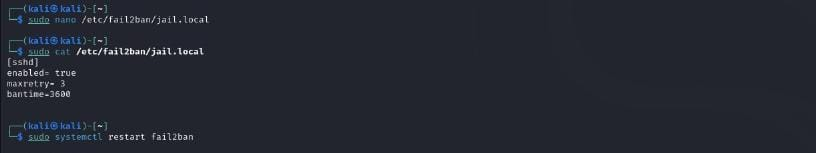 ┌──(kali㉿kali)-[~]
└─$ sudo nano /etc/fail2ban/jail.local
┌──(kali㉿kali)-[~]
└─$ sudo cat /etc/fail2ban/jail.local
[sshd]
enabled= true
maxretry= 3
bantime=3600
┌──(kali㉿kali)-[~]
└─$ sudo systemctl restart fail2ban